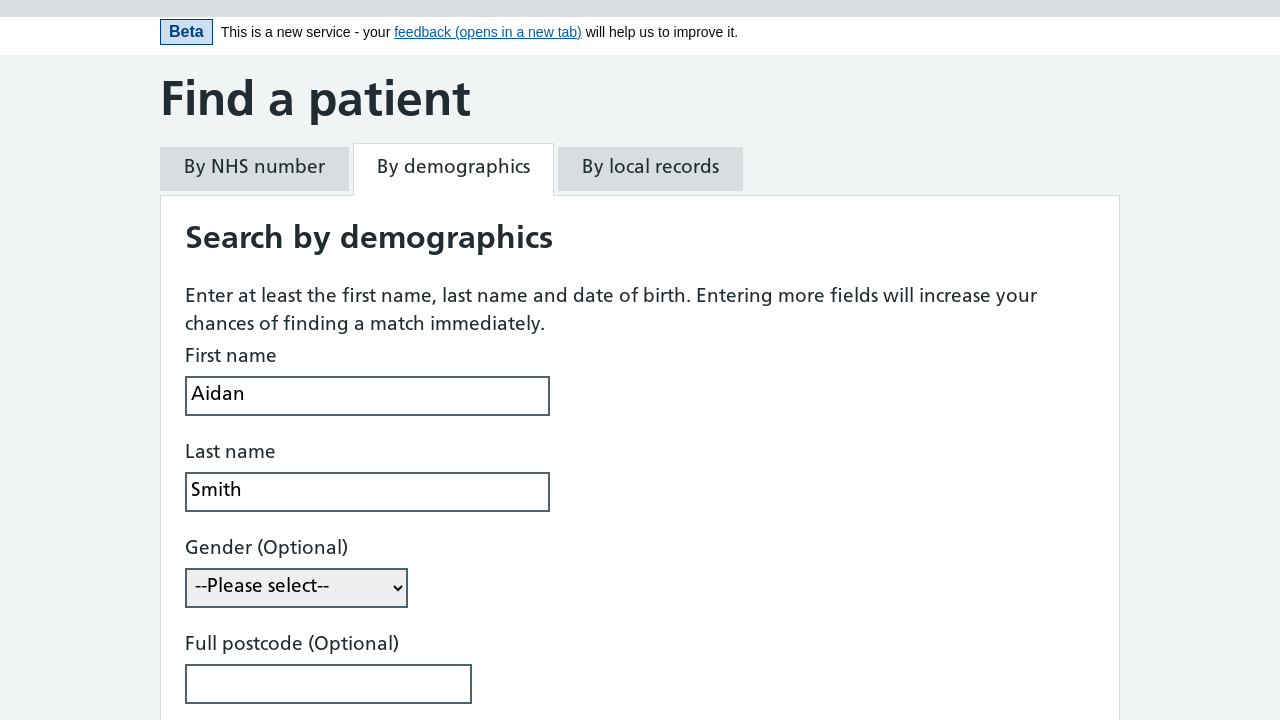 Beta This is a new service - your feedback (opens in a new tab) will help us to improve it.
Find a patient
By NHS number By demographics By local records
Search by demographics
Enter at least the first name, last name and date of birth. Entering more fields will increase your
chances of finding a match immediately.
First name
Aidan
Last name
Smith
Gender (Optional)
--Please select--
Full postcode (Optional)